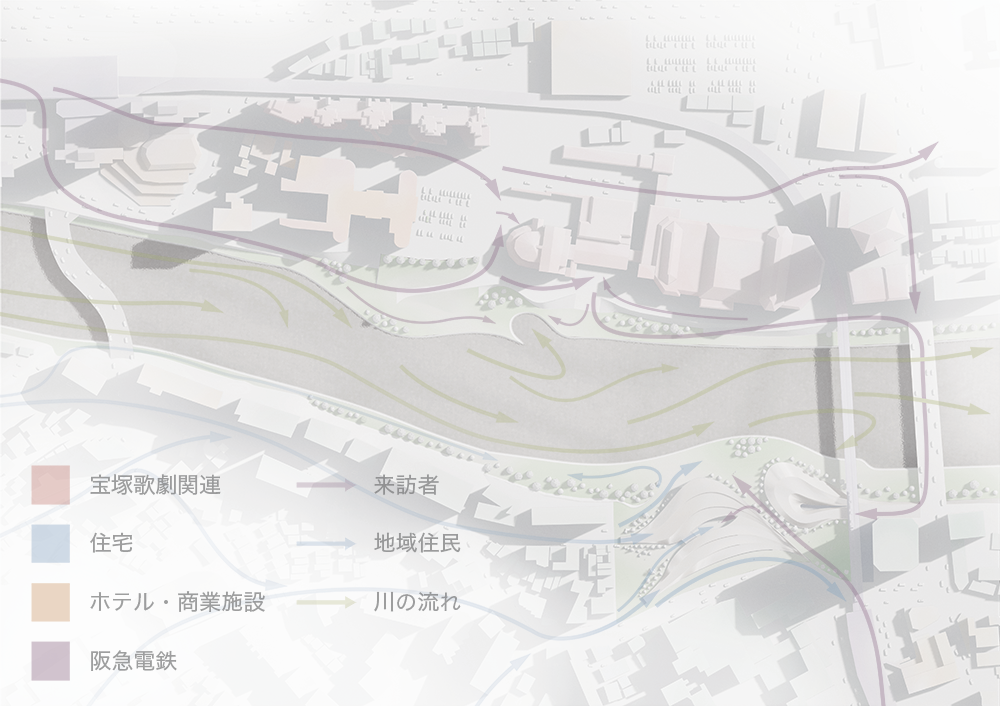 宝塚歌劇関連
来訪者
住宅
地域住民
ホテル・商業施設
川の流れ
阪急電鉄